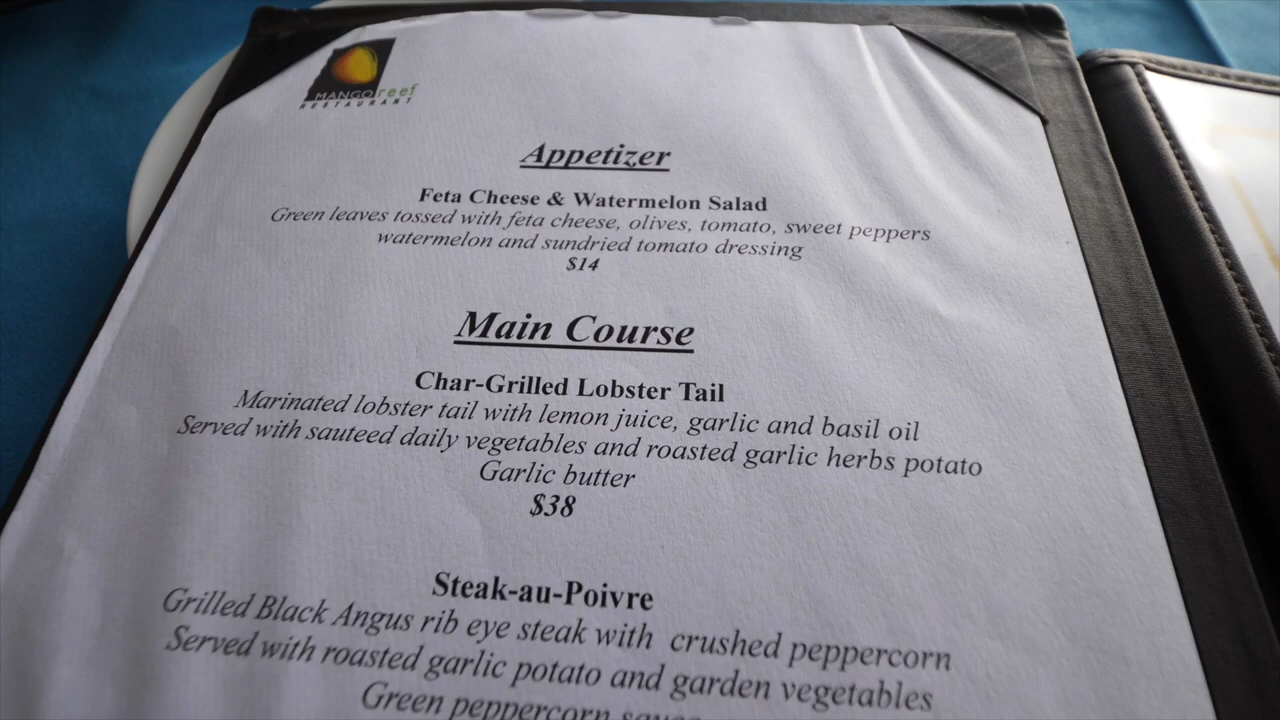 MANGO reef
RESTAURANT
Appetizer
Feta Cheese & Watermelon Salad
Green leaves tossed with feta cheese, olives, tomato, sweet peppers
watermelon and sundried tomato dressing
$14
Main Course
Char-Grilled Lobster Tail
Marinated lobster tail with lemon juice, garlic and basil oil
Served with sauteed daily vegetables and roasted garlic herbs potato
Garlic butter
$38
Steak-au-Poivre
Grilled Black Angus rib eye steak with crushed peppercorn
Served with roasted garlic potato and garden vegetables
Green peppercorn sauce